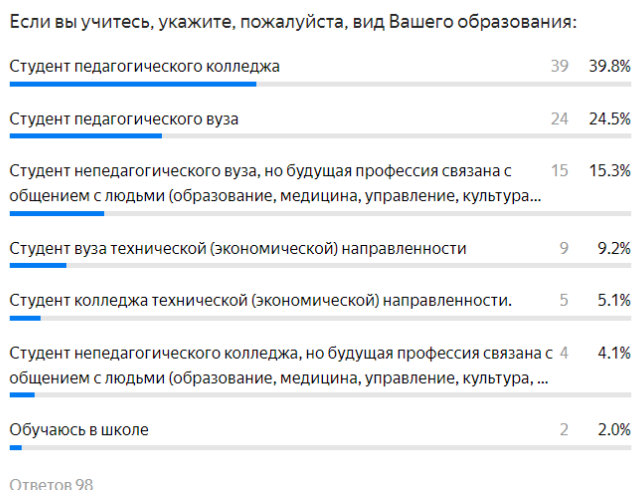 Если вы учитесь, укажите, пожалуйста, вид Вашего образования:
Студент педагогического колледжа 39 39.8%
Студент педагогического вуза 24 24.5%
Студент непедагогического вуза, но будущая профессия связана с 15 15.3%
общением с людьми (образование, медицина, управление, культура...
Студент вуза технической (экономической) направленности 9 9.2%
Студент колледжа технической (экономической) направленности. 5 5.1%
Студент непедагогического колледжа, но будущая профессия связана с 4 4.1%
общением с людьми (образование, медицина, управление, культура, ...
Обучаюсь в школе 2 2.0%
Ответов 98